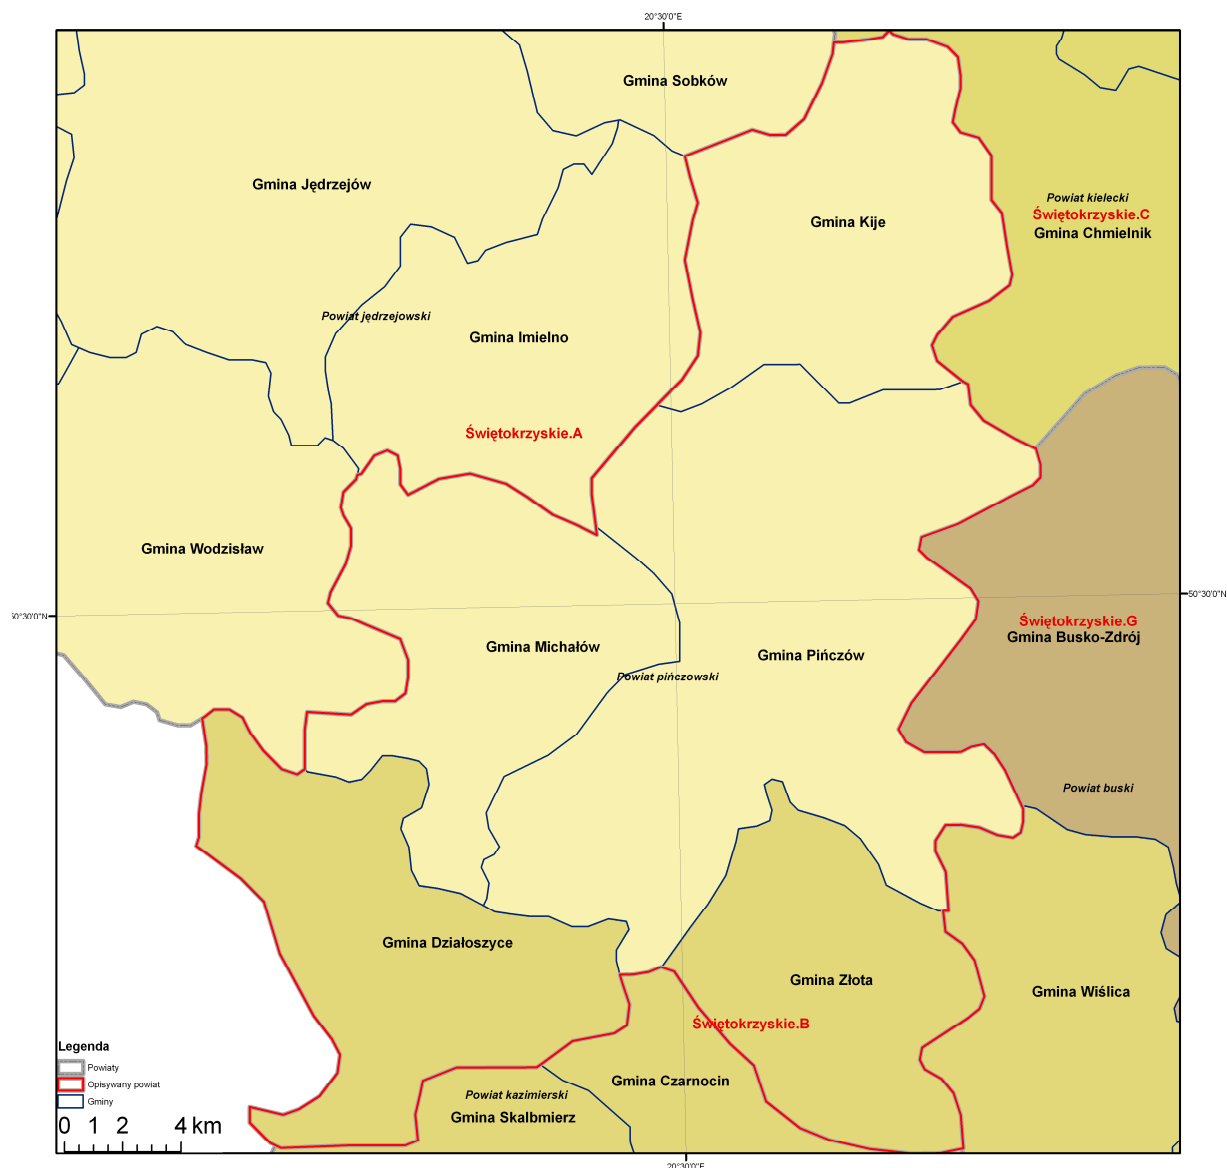 20°30'0"E
Gmina Sobków
Gmina Jędrzejów
Powiat kielecki
Świętokrzyskie.C
Gmina Chmielnik
Gmina Kije
Powiat jędrzejowski
Gmina Imielno
Świętokrzyskie.A
Gmina Wodzisław
50°30'0"N
0°30'0"N
Świętokrzyskie.G
Gmina Busko-Zdrój
Gmina Michałów
Gmina Pińczów
Powiat pińczowski
Powiat buski
Gmina Działoszyce
Gmina Złota
Gmina Wiślica
Świętokrzyskie.B
Legenda
Powiaty
Opisywany powiat
Gminy
0 1 2 4 km
Gmina Czarnocin
Powiat kazimierski
Gmina Skalbmierz
20°30'0"E